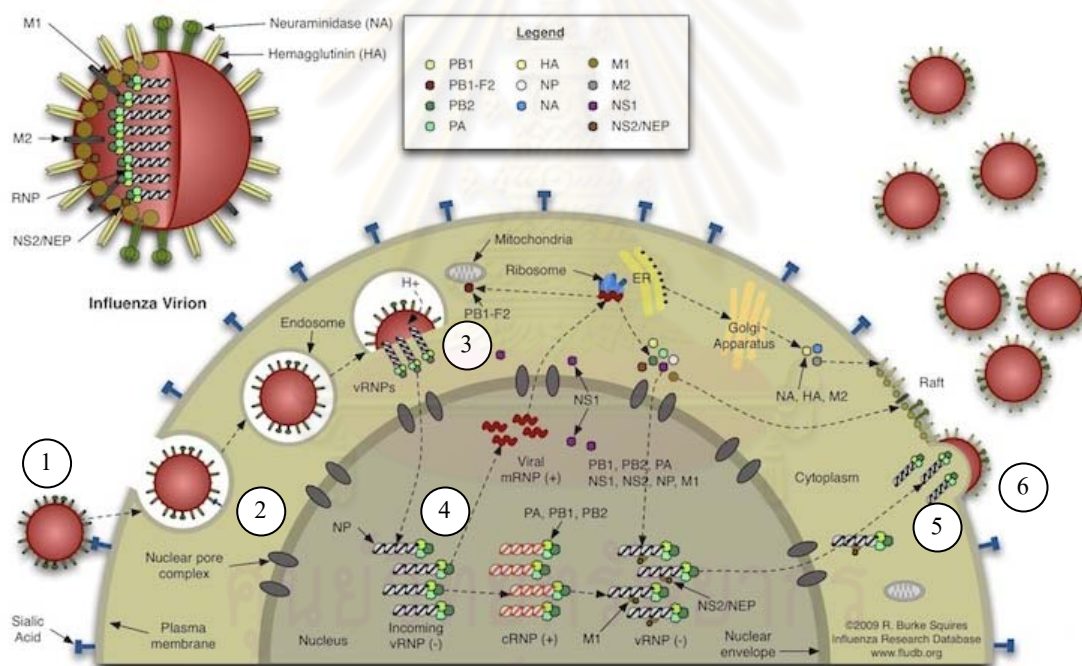 M1
Neuraminidase (NA)
Hemagglutinin (HA)
M2
RNP
NS2/NEP
Influenza Virion
Legend
PB1
PB1-F2
PB2
PA
HA
NP
NA
M1
M2
NS1
NS2/NEP
Mitochondria
Ribosome
ER
H+
PB1-F2
Endosome
Golgi
Apparatus
3
vRNPs
NS1
NA, HA, M2
Raft
1
2
Viral
mRNP (+)
PB1, PB2, PA
NS1, NS2, NP, M1
Cytoplasm
6
4
5
NP
PA, PB1, PB2
Nuclear pore
complex
NS2/NEP
Sialic
Acid
Plasma
membrane
Nucleus
Incoming
vRNP (-)
cRNP (+)
M1
vRNP (-)
Nuclear
envelope
©2009 R. Burke Squires
Influenza Research Database
www.fludb.org